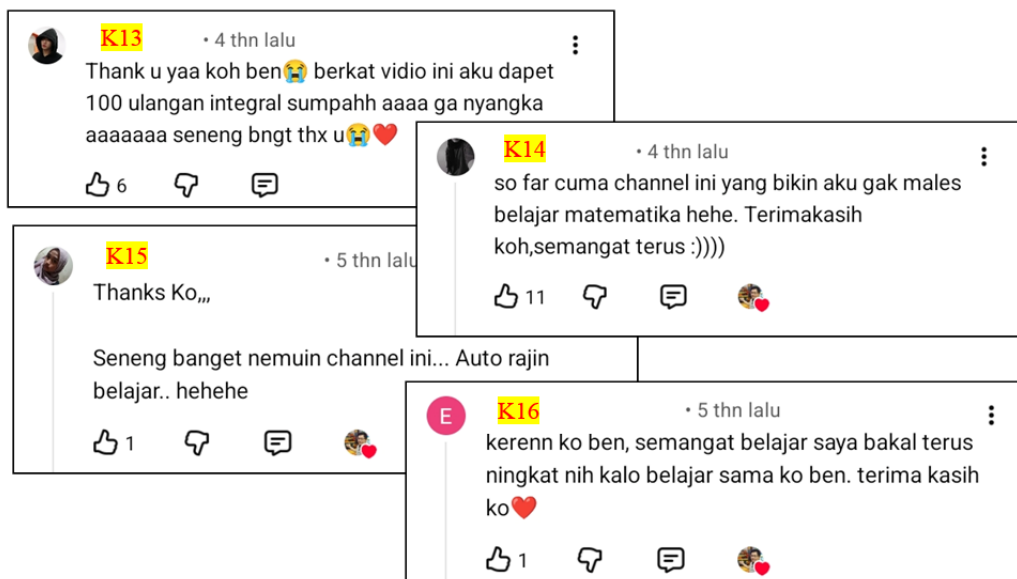 K13 • 4 thn lalu
Thank u yaa koh ben😭 berkat vidio ini aku dapet
100 ulangan integral sumpahh aaaa ga nyangka
aaaaaaa seneng bngt thx u😭❤️
6
K14 • 4 thn lalu
so far cuma channel ini yang bikin aku gak males
belajar matematika hehe. Terimakasih
koh,semangat terus :))))
11
K15 • 5 thn lalu
Thanks Ko,,,
Seneng banget nemuin channel ini... Auto rajin
belajar.. hehehe
1
E
K16 • 5 thn lalu
kerenn ko ben, semangat belajar saya bakal terus
ningkat nih kalo belajar sama ko ben. terima kasih
ko❤️
1